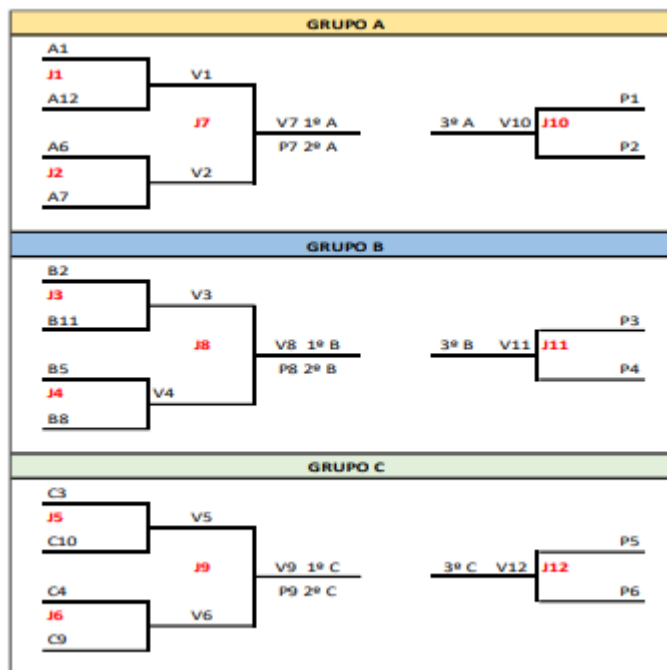 GRUPO A
A1
J1 V1
A12
J7 V7 1º A 3º A V10 J10 P1
A6 P7 2º A P2
J2 V2
A7
GRUPO B
B2
J3 V3
B11
J8 V8 1º B 3º B V11 J11 P3
B5 P8 2º B P4
J4 V4
B8
GRUPO C
C3
J5 V5
C10
J9 V9 1º C 3º C V12 J12 P5
C4 P9 2º C P6
J6 V6
C9